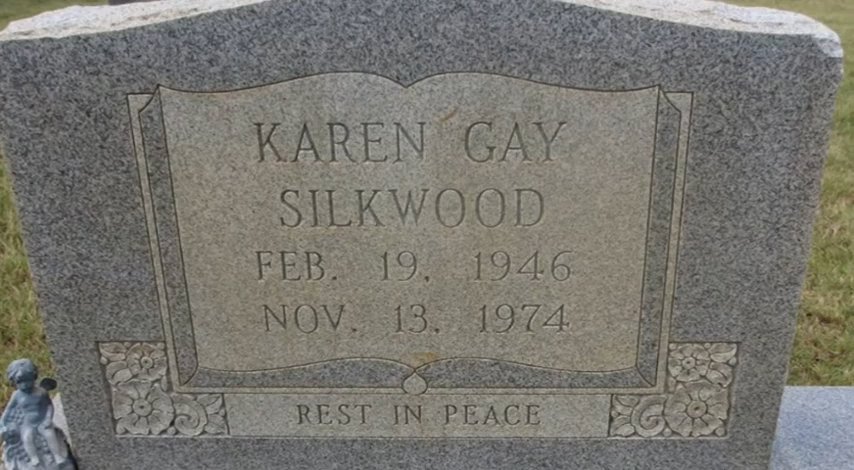 KAREN GAY
SILKWOOD
FEB. 19, 1946
NOV. 13, 1974
REST IN PEACE